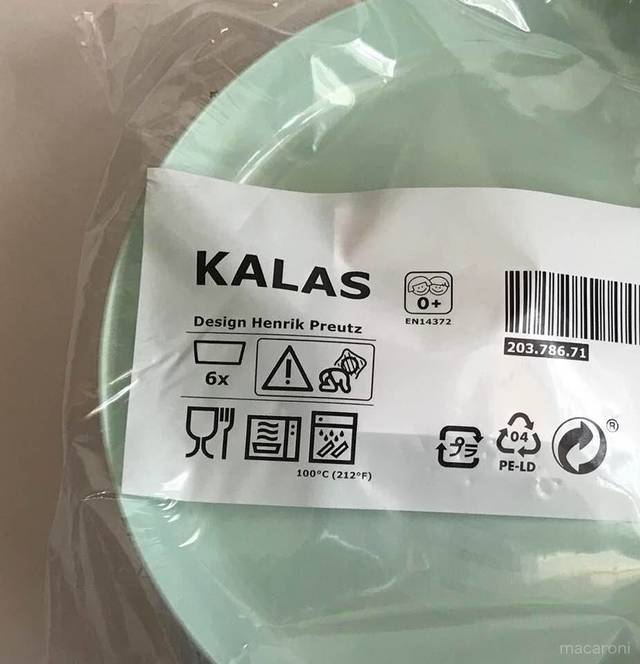 KALAS
Design Henrik Preutz
6x
0+
EN14372
203.786.71
100°C (212°F)
プラ
04
PE-LD
®
macaroni